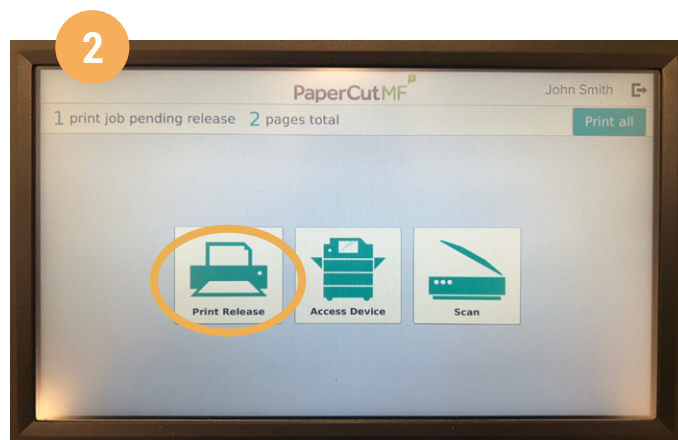 2
PaperCutMF
John Smith
1 print job pending release 2 pages total
Print all
Print Release
Access Device
Scan